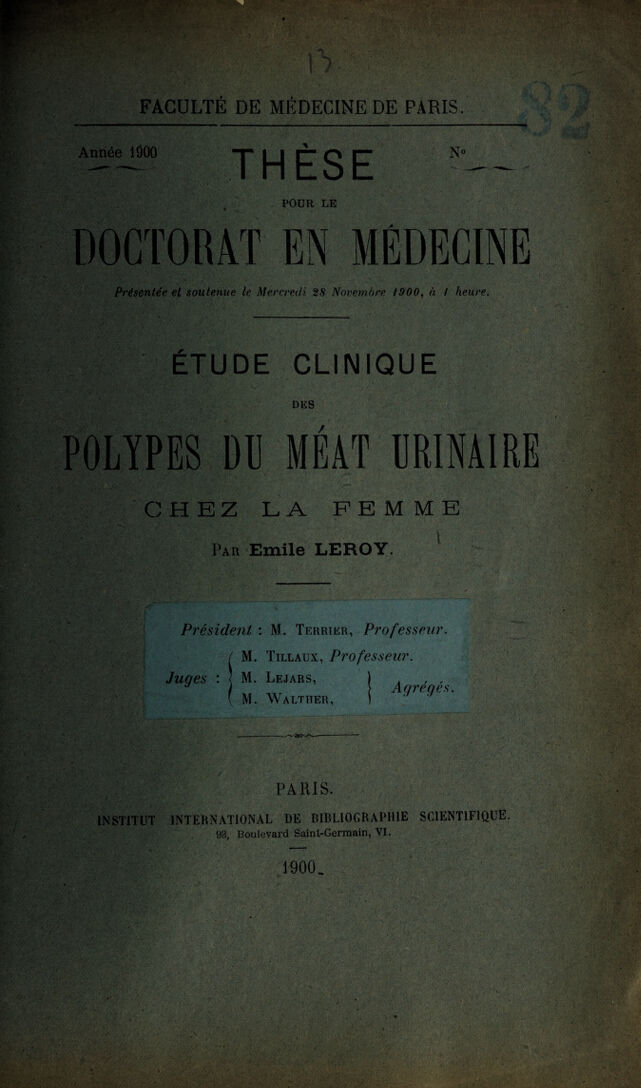 13
FACULTÉ DE MÉDECINE DE PARIS.
82
Année 1900
THÈSE
N°
POUR LE
DOCTORAT EN MÉDECINE
Présentée et soutenue le Mercredi 28 Novembre 1900, à 1 heure.
ÉTUDE CLINIQUE
DES
POLYPES DU MÉAT URINAIRE
CHEZ LA FEMME
PAR Emile LEROY.
Président : M. TERRIER, Professeur.
M. TILLAUX, Professeur.
Juges : M. LEJARS,
M. WALTHER,
Agrégés.
PARIS.
INSTITUT INTERNATIONAL DE BIBLIOGRAPHIE SCIENTIFIQUE.
93, Boulevard Saint-Germain, VI.
1900.